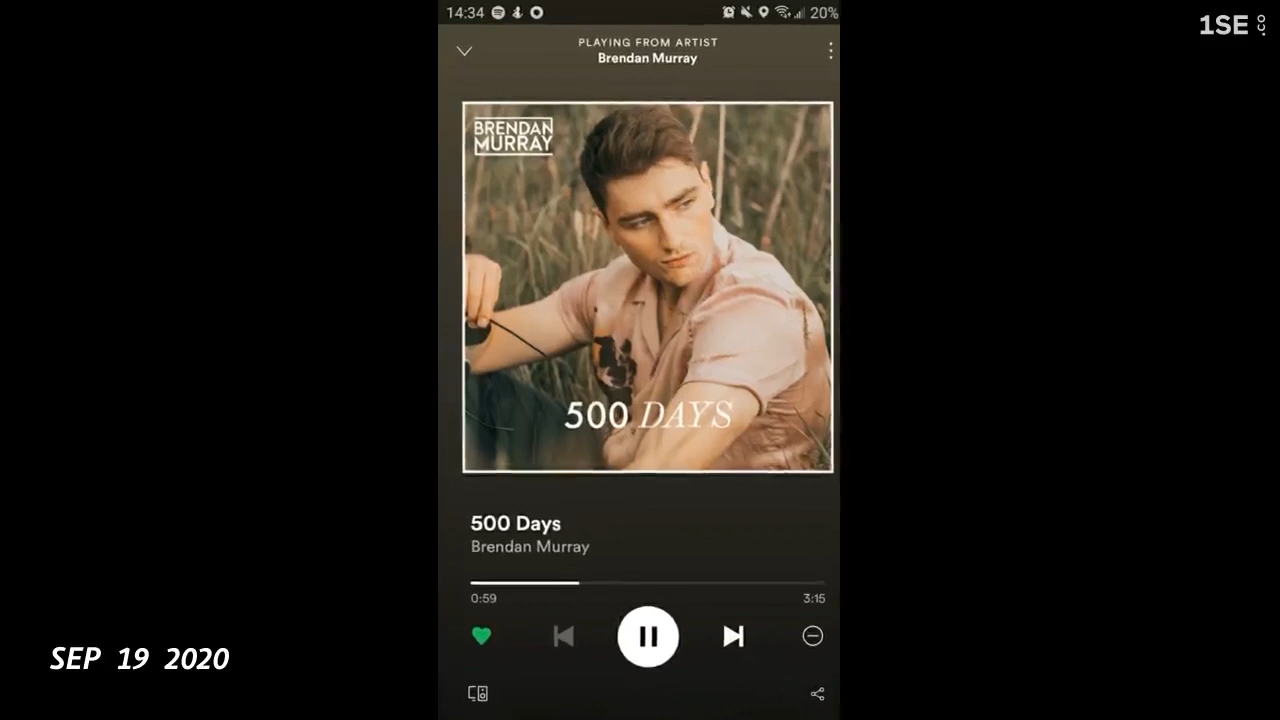 14:34
20%
1SE.CO
PLAYING FROM ARTIST
Brendan Murray
BRENDAN
MURRAY
500 DAYS
500 Days
Brendan Murray
0:59
3:15
SEP 19 2020